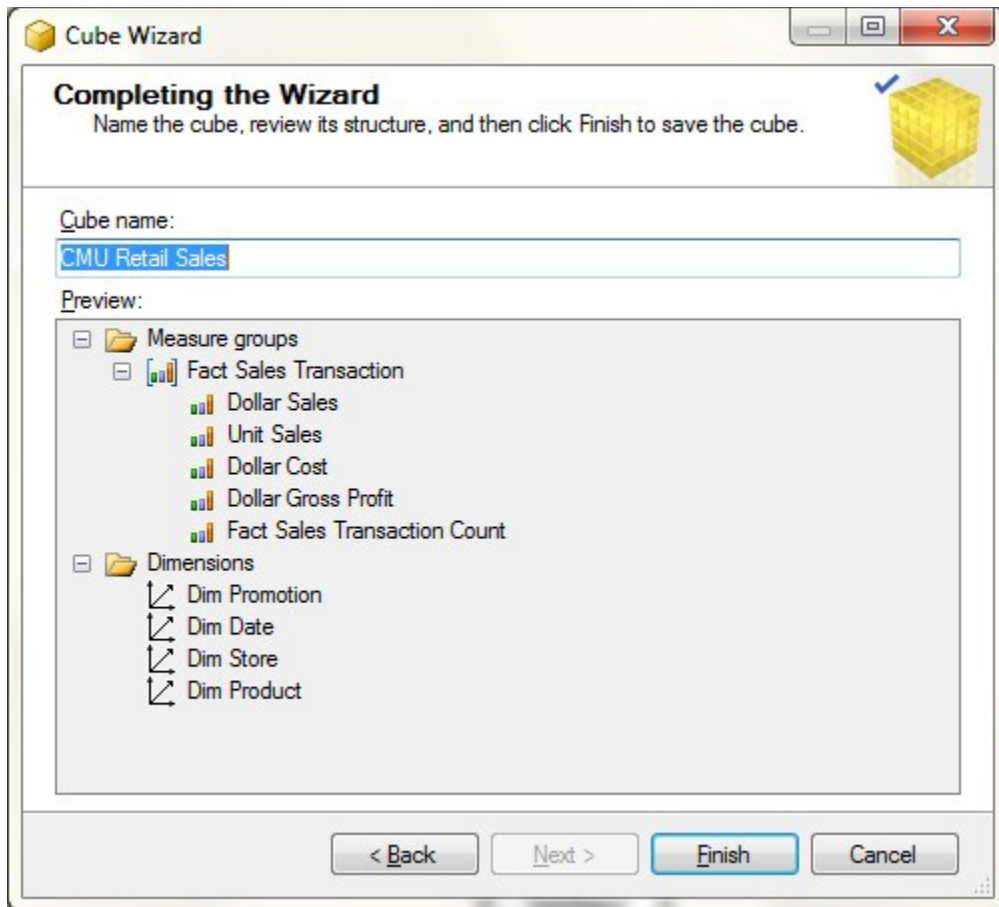 Cube Wizard
Completing the Wizard
Name the cube, review its structure, and then click Finish to save the cube.
Cube name:
CMU Retail Sales
Preview:
Measure groups
Fact Sales Transaction
Dollar Sales
Unit Sales
Dollar Cost
Dollar Gross Profit
Fact Sales Transaction Count
Dimensions
Dim Promotion
Dim Date
Dim Store
Dim Product
< Back Next > Finish Cancel